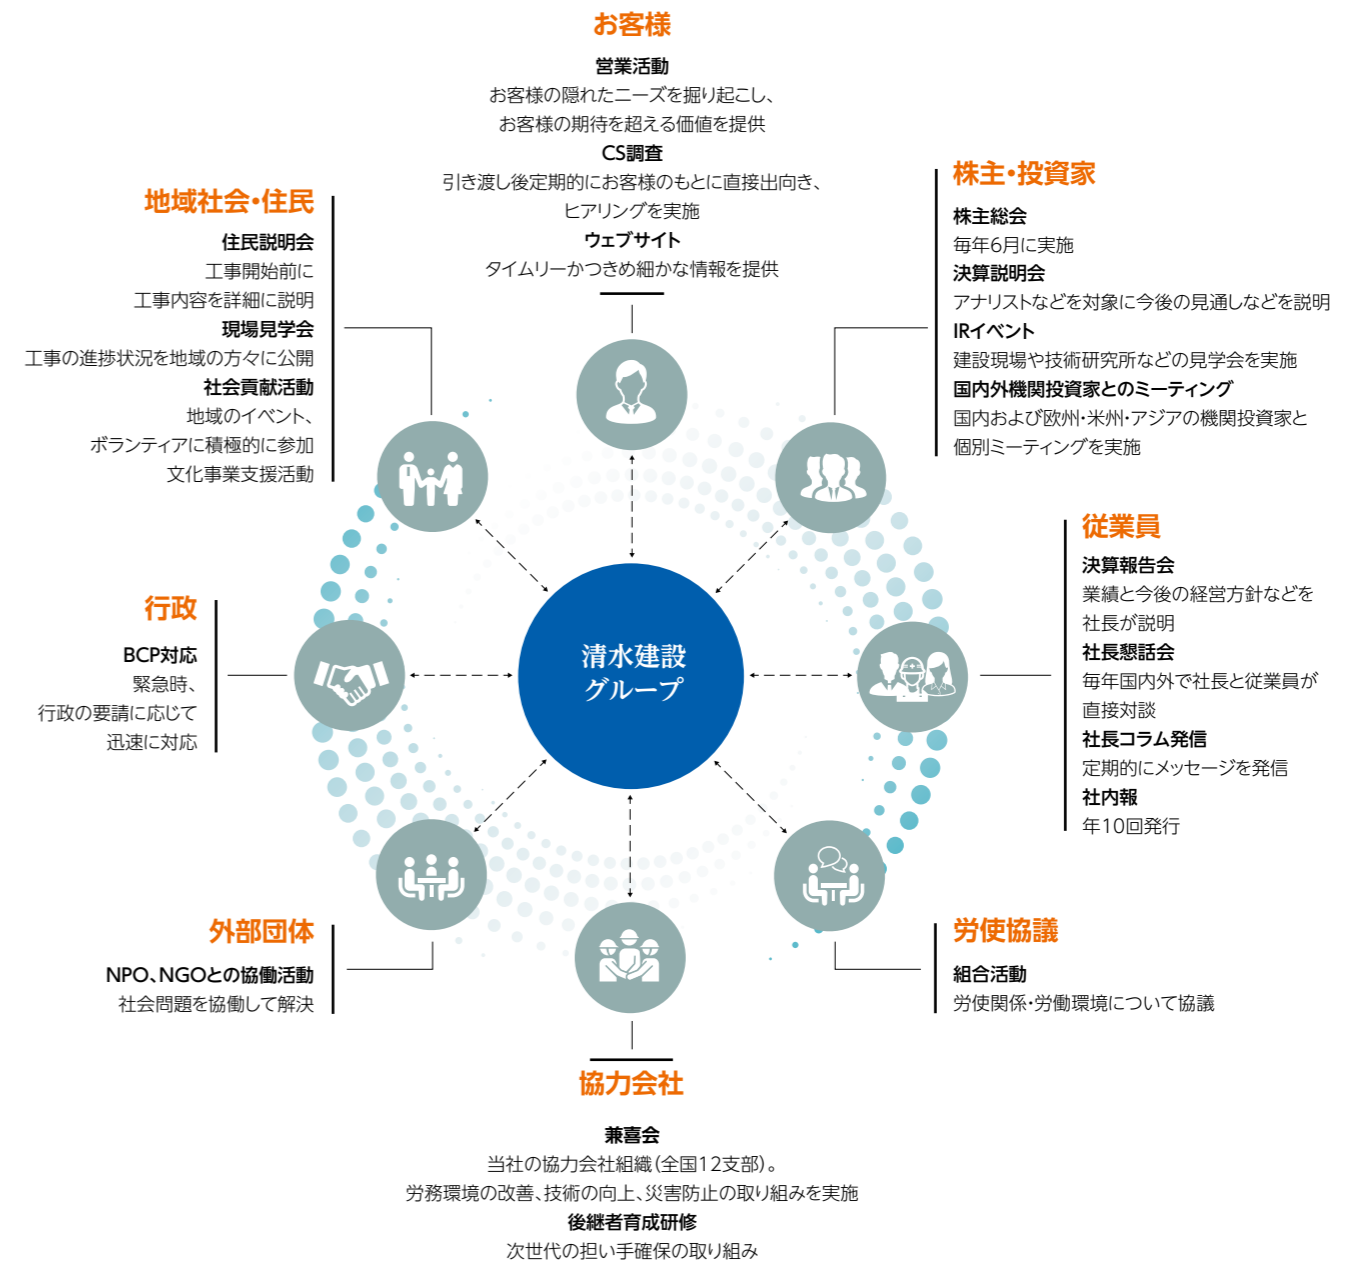 お客様
営業活動
お客様の隠れたニーズを掘り起こし、
お客様の期待を超える価値を提供
CS調査
引き渡し後定期的にお客様のもとに直接出向き、
ヒアリングを実施
ウェブサイト
タイムリーかつきめ細かな情報を提供
株主・投資家
株主総会
毎年6月に実施
決算説明会
アナリストなどを対象に今後の見通しなどを説明
IRイベント
建設現場や技術研究所などの見学会を実施
国内外機関投資家とのミーティング
国内および欧州・米州・アジアの機関投資家と
個別ミーティングを実施
従業員
決算報告会
業績と今後の経営方針などを
社長が説明
社長懇話会
毎年国内外で社長と従業員が
直接対談
社長コラム発信
定期的にメッセージを発信
社内報
年10回発行
労使協議
組合活動
労使関係・労働環境について協議
協力会社
兼喜会
当社の協力会社組織(全国12支部)。
労務環境の改善、技術の向上、災害防止の取り組みを実施
後継者育成研修
次世代の担い手確保の取り組み
外部団体
NPO、NGOとの協働活動
社会問題を協働して解決
行政
BCP対応
緊急時、
行政の要請に応じて
迅速に対応
地域社会・住民
住民説明会
工事開始前に
工事内容を詳細に説明
現場見学会
工事の進捗状況を地域の方々に公開
社会貢献活動
地域のイベント、
ボランティアに積極的に参加
文化事業支援活動
清水建設
グループ